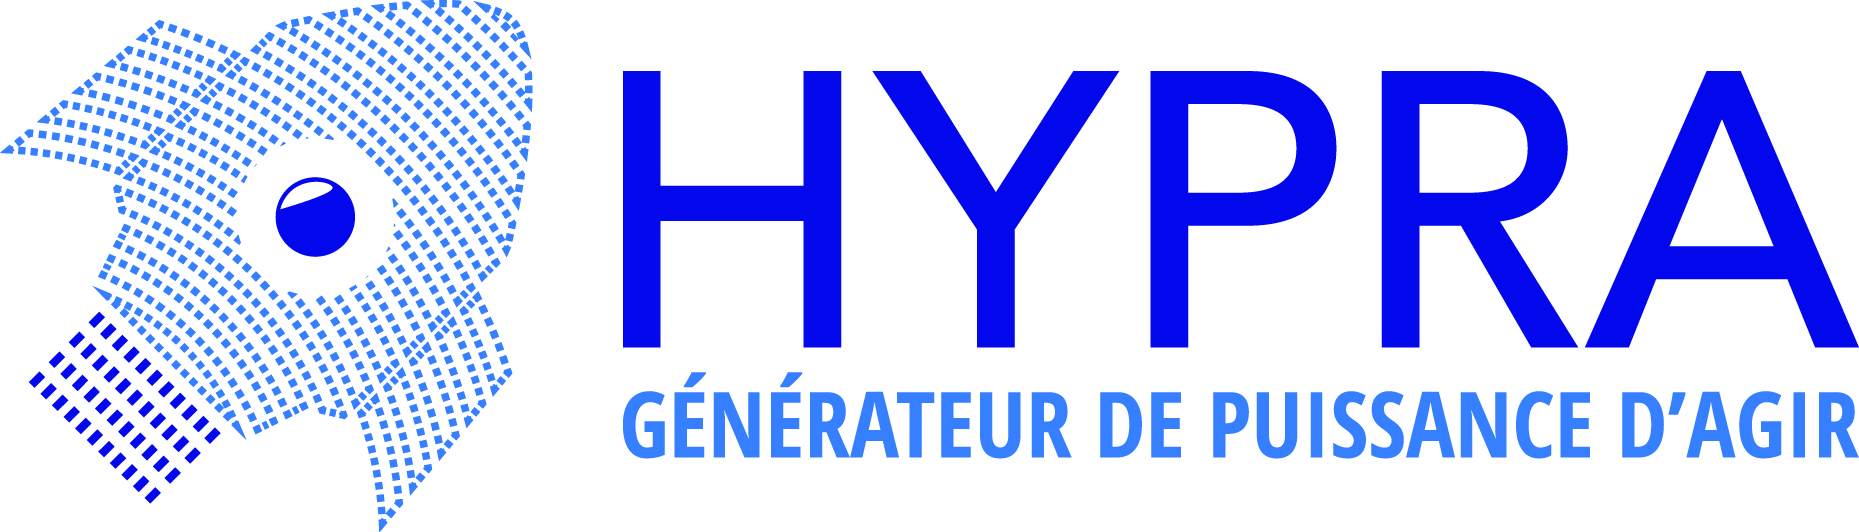 HYPRA
GÉNÉRATEUR DE PUISSANCE D’AGIR